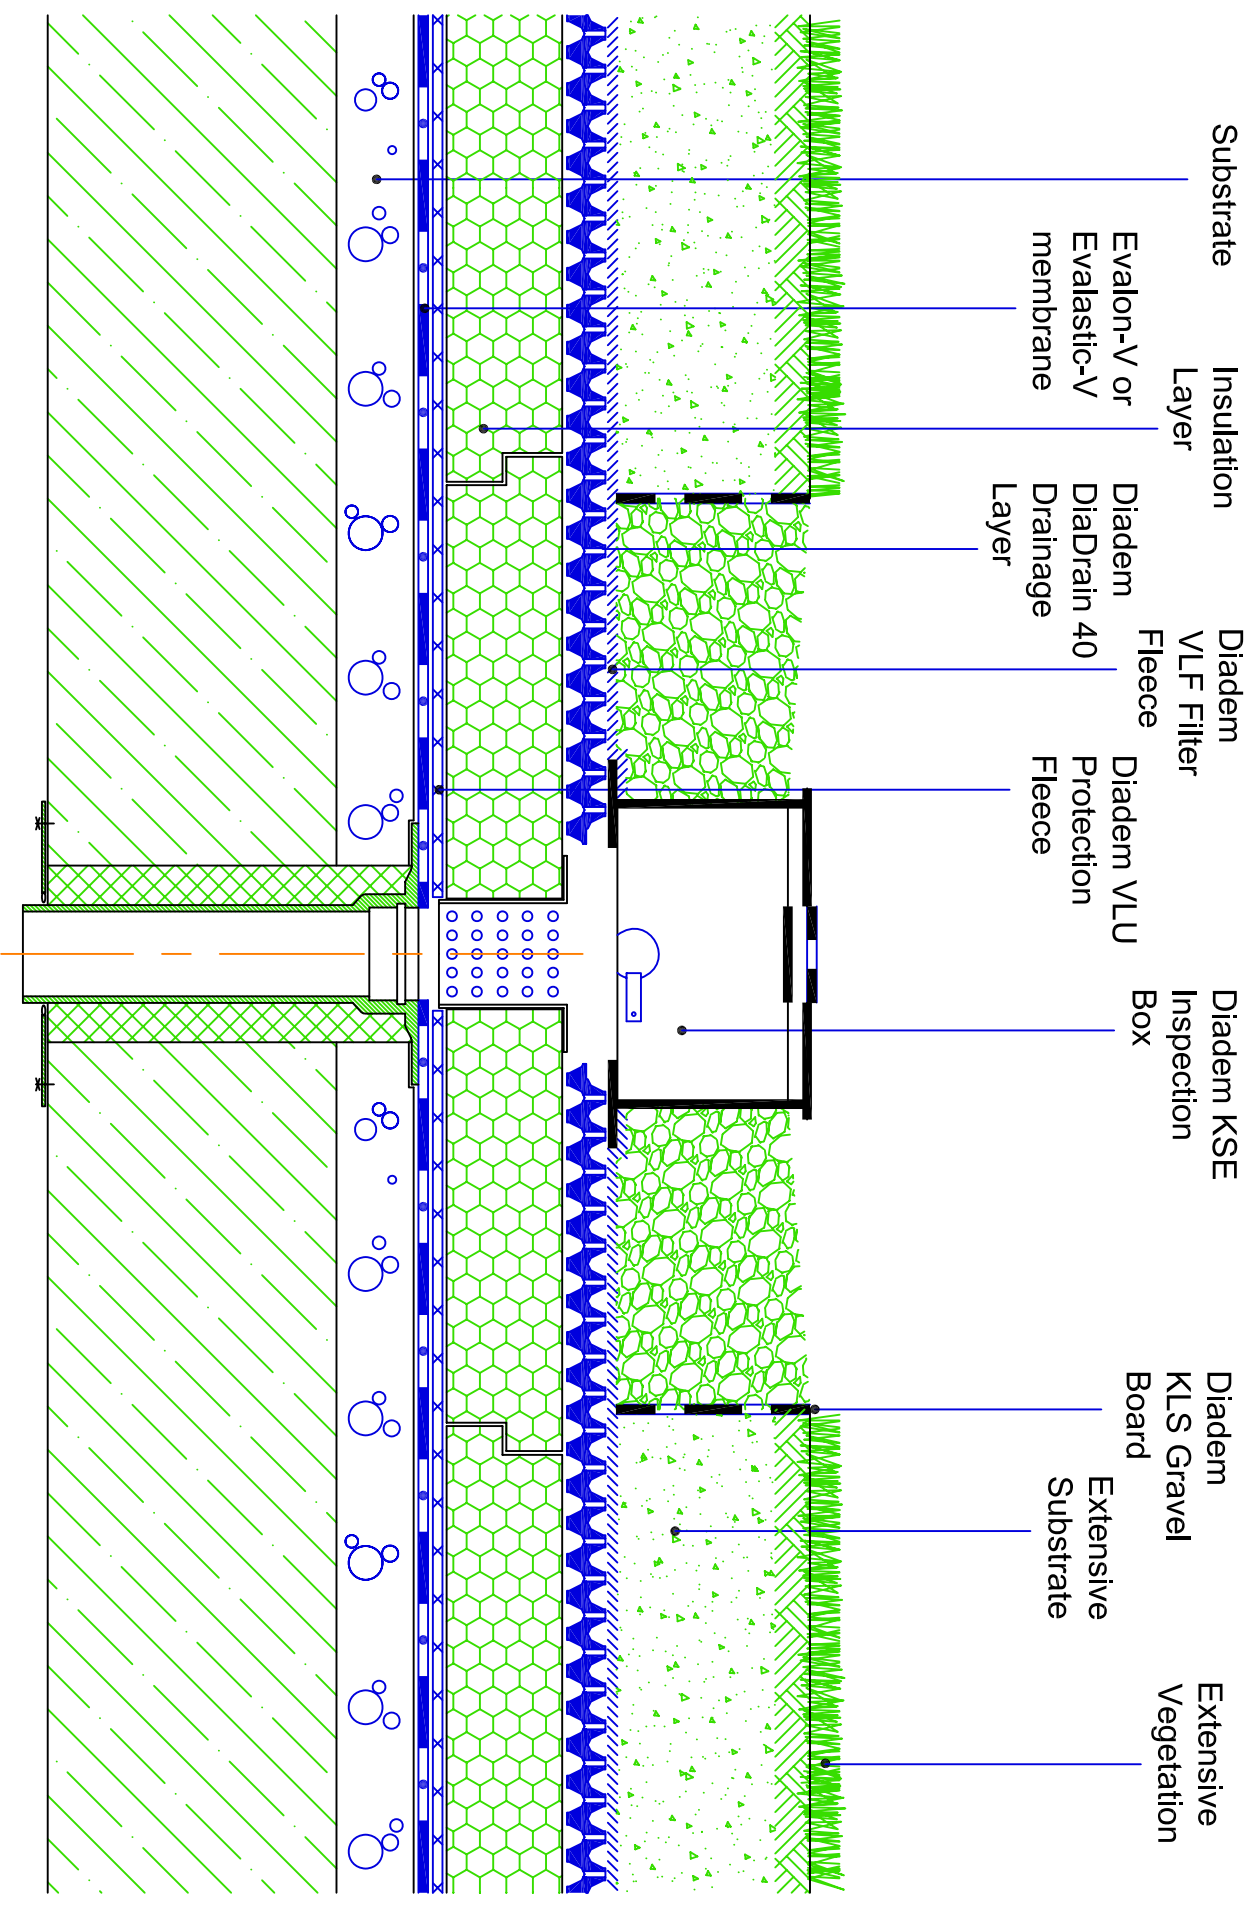 Substrate
Evalon-V or
Evalastic-V
membrane
Insulation
Layer
Diadem
DiaDrain 40
Drainage
Layer
Diadem
VLF Filter
Fleece
Diadem VLU
Protection
Fleece
Diadem KSE
Inspection
Box
Diadem
KLS Gravel
Board
Extensive
Substrate
Extensive
Vegetation